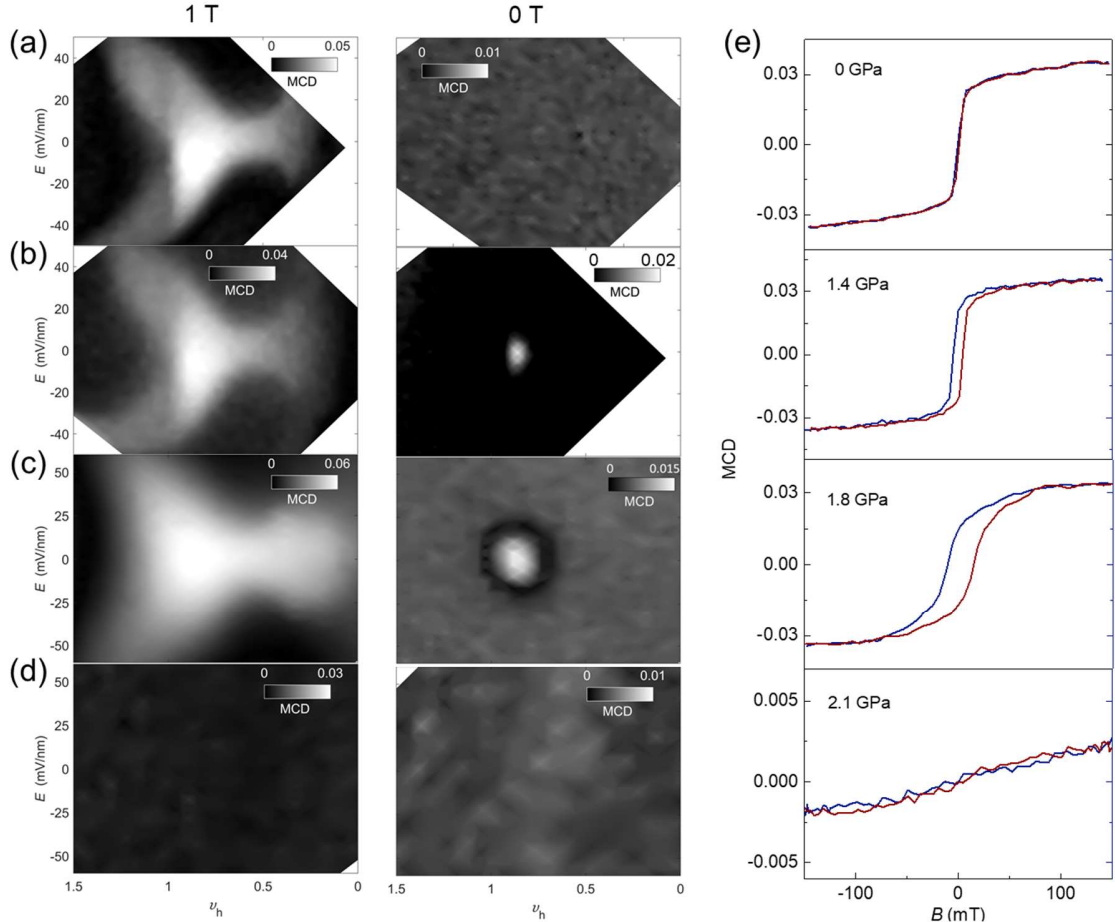 1 T
0 T
(a)
0 0.05
MCD
0 0.01
MCD
E (mV/nm)
40
20
0
-20
-40
(b)
0 0.04
MCD
0 0.02
MCD
E (mV/nm)
40
20
0
-20
-40
(c)
0 0.06
MCD
0 0.015
MCD
E (mV/nm)
50
25
0
-25
-50
(d)
0 0.03
MCD
0 0.01
MCD
E (mV/nm)
50
25
0
-25
-50
1.5 1 0.5 0
1.5 1 0.5 0
νh
νh
(e)
MCD
0 GPa
0.03
0.00
-0.03
1.4 GPa
0.03
0.00
-0.03
1.8 GPa
0.03
0.00
-0.03
2.1 GPa
0.005
0.000
-0.005
-100 0 100
B (mT)